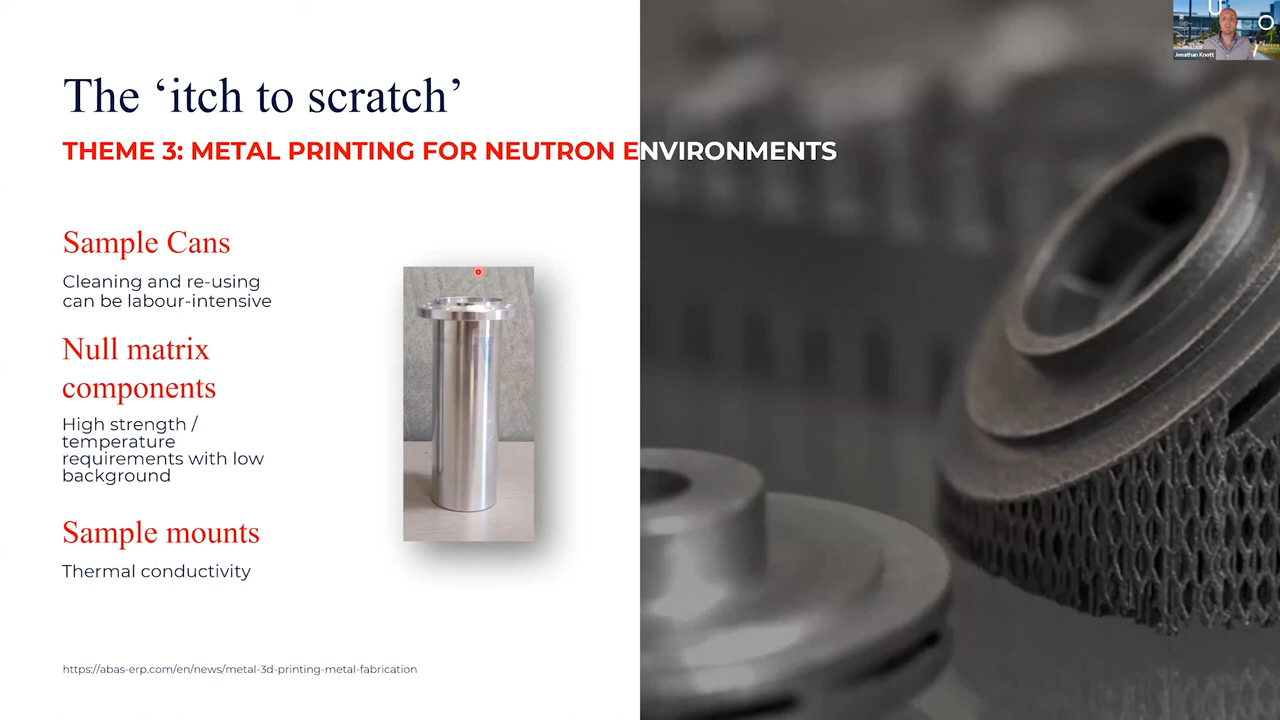 The ‘itch to scratch’
THEME 3: METAL PRINTING FOR NEUTRON ENVIRONMENTS
Sample Cans
Cleaning and re-using
can be labour-intensive
Null matrix
components
High strength /
temperature
requirements with low
background
Sample mounts
Thermal conductivity
https://abas-erp.com/en/news/metal-3d-printing-metal-fabrication
U
O
Jonathan Knott